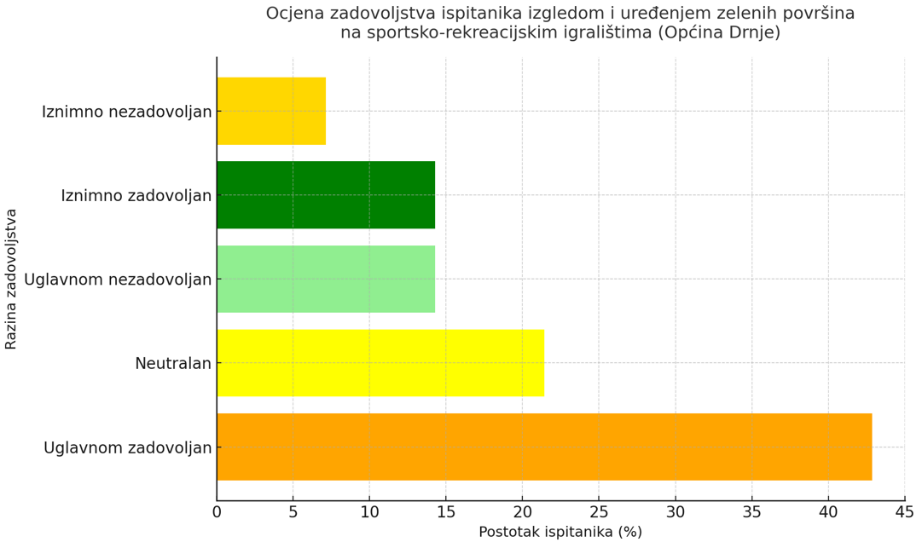 Ocjena zadovoljstva ispitanika izgledom i uređenjem zelenih površina
na sportsko-rekreacijskim igralištima (Općina Drnje)
Razina zadovoljstva
Iznimno nezadovoljan
Iznimno zadovoljan
Uglavnom nezadovoljan
Neutralan
Uglavnom zadovoljan
0 5 10 15 20 25 30 35 40 45
Postotak ispitanika (%)